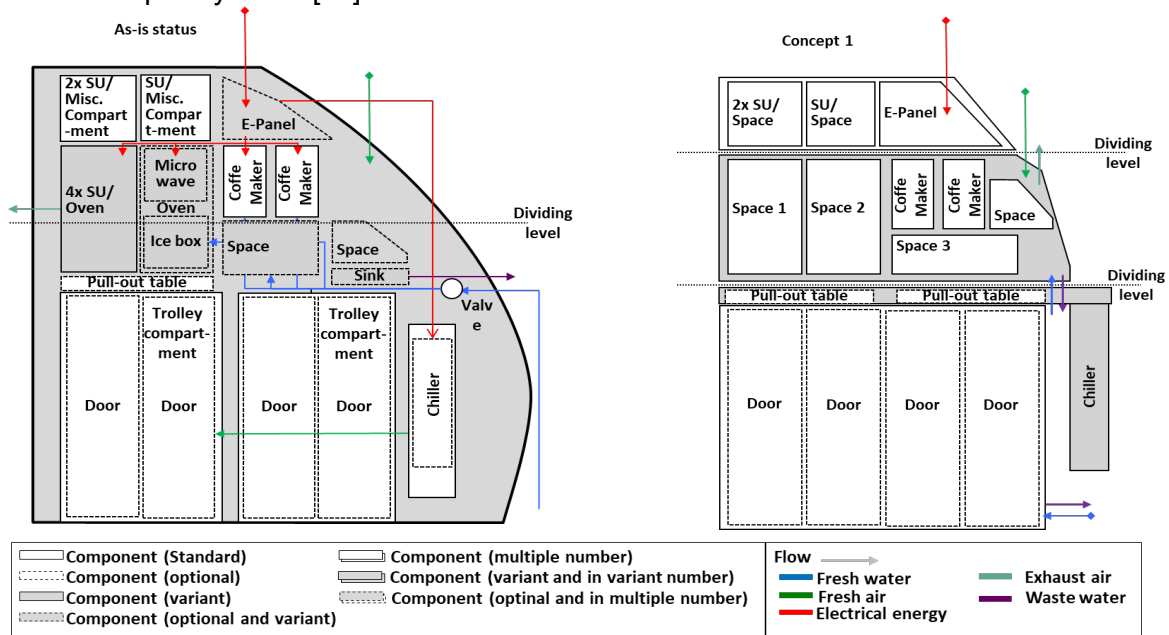 As-is status
2x SU/
Misc.
Compart
-ment
SU/
Misc.
Compar
t-ment
E-Panel
4x SU/
Oven
Micro
wave
Oven
Ice box
Coffe
Maker
Coffe
Maker
Space
Space
Sink
Dividing
level
Pull-out table
Valv
e
Trolley
compart-
ment
Trolley
compart-
ment
Door
Door
Door
Door
Chiller
Concept 1
2x SU/
Space
SU/
Space
E-Panel
Dividing
level
Space 1
Space 2
Coffe
Maker
Coffe
Maker
Space
Space 3
Dividing
level
Pull-out table
Pull-out table
Door
Door
Door
Door
Chiller
Component (Standard)
Component (optional)
Component (variant)
Component (optional and variant)
Component (multiple number)
Component (variant and in variant number)
Component (optinal and in multiple number)
Flow
Fresh water
Fresh air
Electrical energy
Exhaust air
Waste water